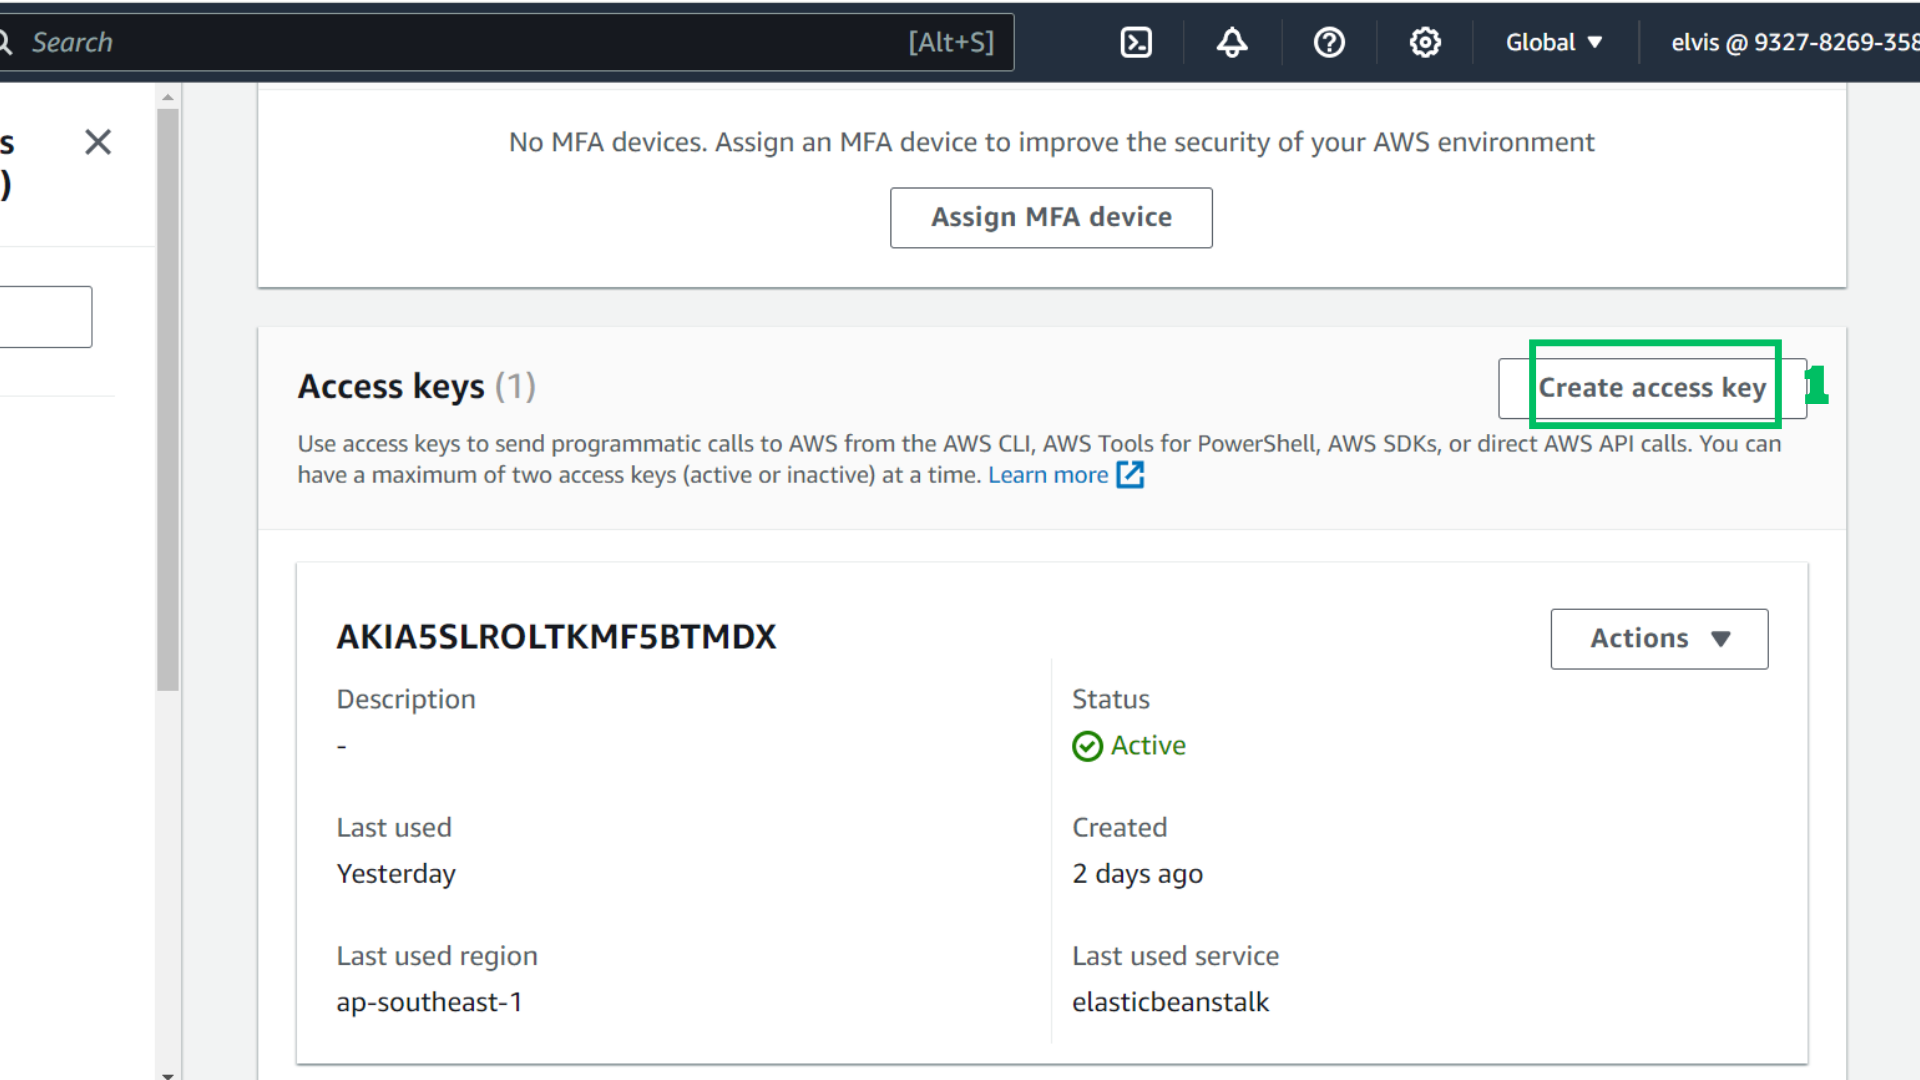 Search [Alt+S] Global elvis @ 9327-8269-358
s
)
No MFA devices. Assign an MFA device to improve the security of your AWS environment
Assign MFA device
Access keys (1)
Create access key
1
Use access keys to send programmatic calls to AWS from the AWS CLI, AWS Tools for PowerShell, AWS SDKs, or direct AWS API calls. You can
have a maximum of two access keys (active or inactive) at a time. Learn more
AKIA5SLROLTKMF5BTMDX
Actions
Description
-
Status
Active
Last used
Yesterday
Created
2 days ago
Last used region
ap-southeast-1
Last used service
elasticbeanstalk